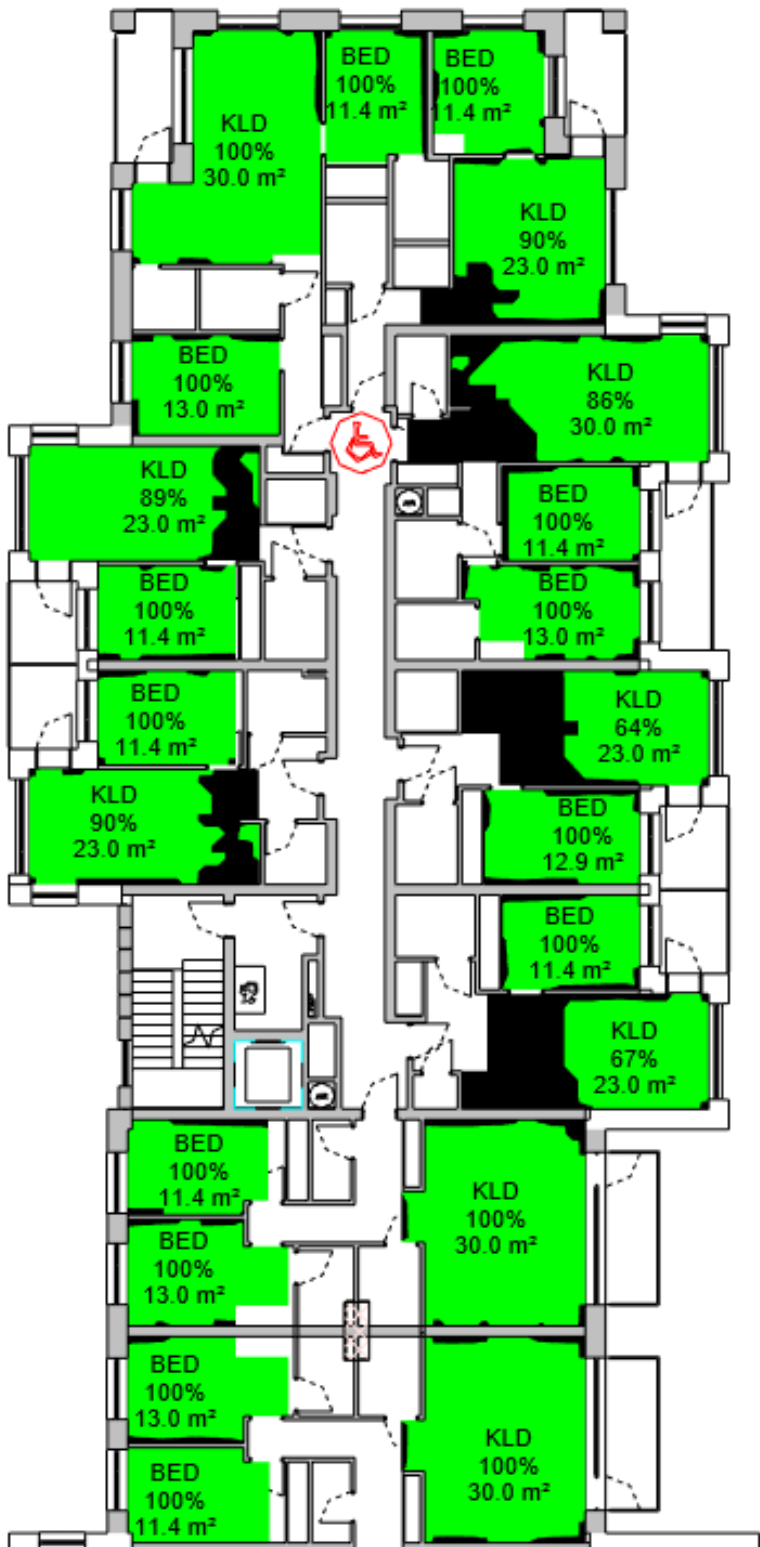 BED
100%
11.4 m²
BED
100%
11.4 m²
KLD
100%
30.0 m²
KLD
90%
23.0 m²
BED
100%
13.0 m²
KLD
86%
30.0 m²
KLD
89%
23.0 m²
BED
100%
11.4 m²
BED
100%
11.4 m²
BED
100%
13.0 m²
BED
100%
11.4 m²
KLD
64%
23.0 m²
KLD
90%
23.0 m²
BED
100%
12.9 m²
BED
100%
11.4 m²
KLD
67%
23.0 m²
BED
100%
11.4 m²
KLD
100%
30.0 m²
BED
100%
13.0 m²
BED
100%
13.0 m²
KLD
100%
30.0 m²
BED
100%
11.4 m²